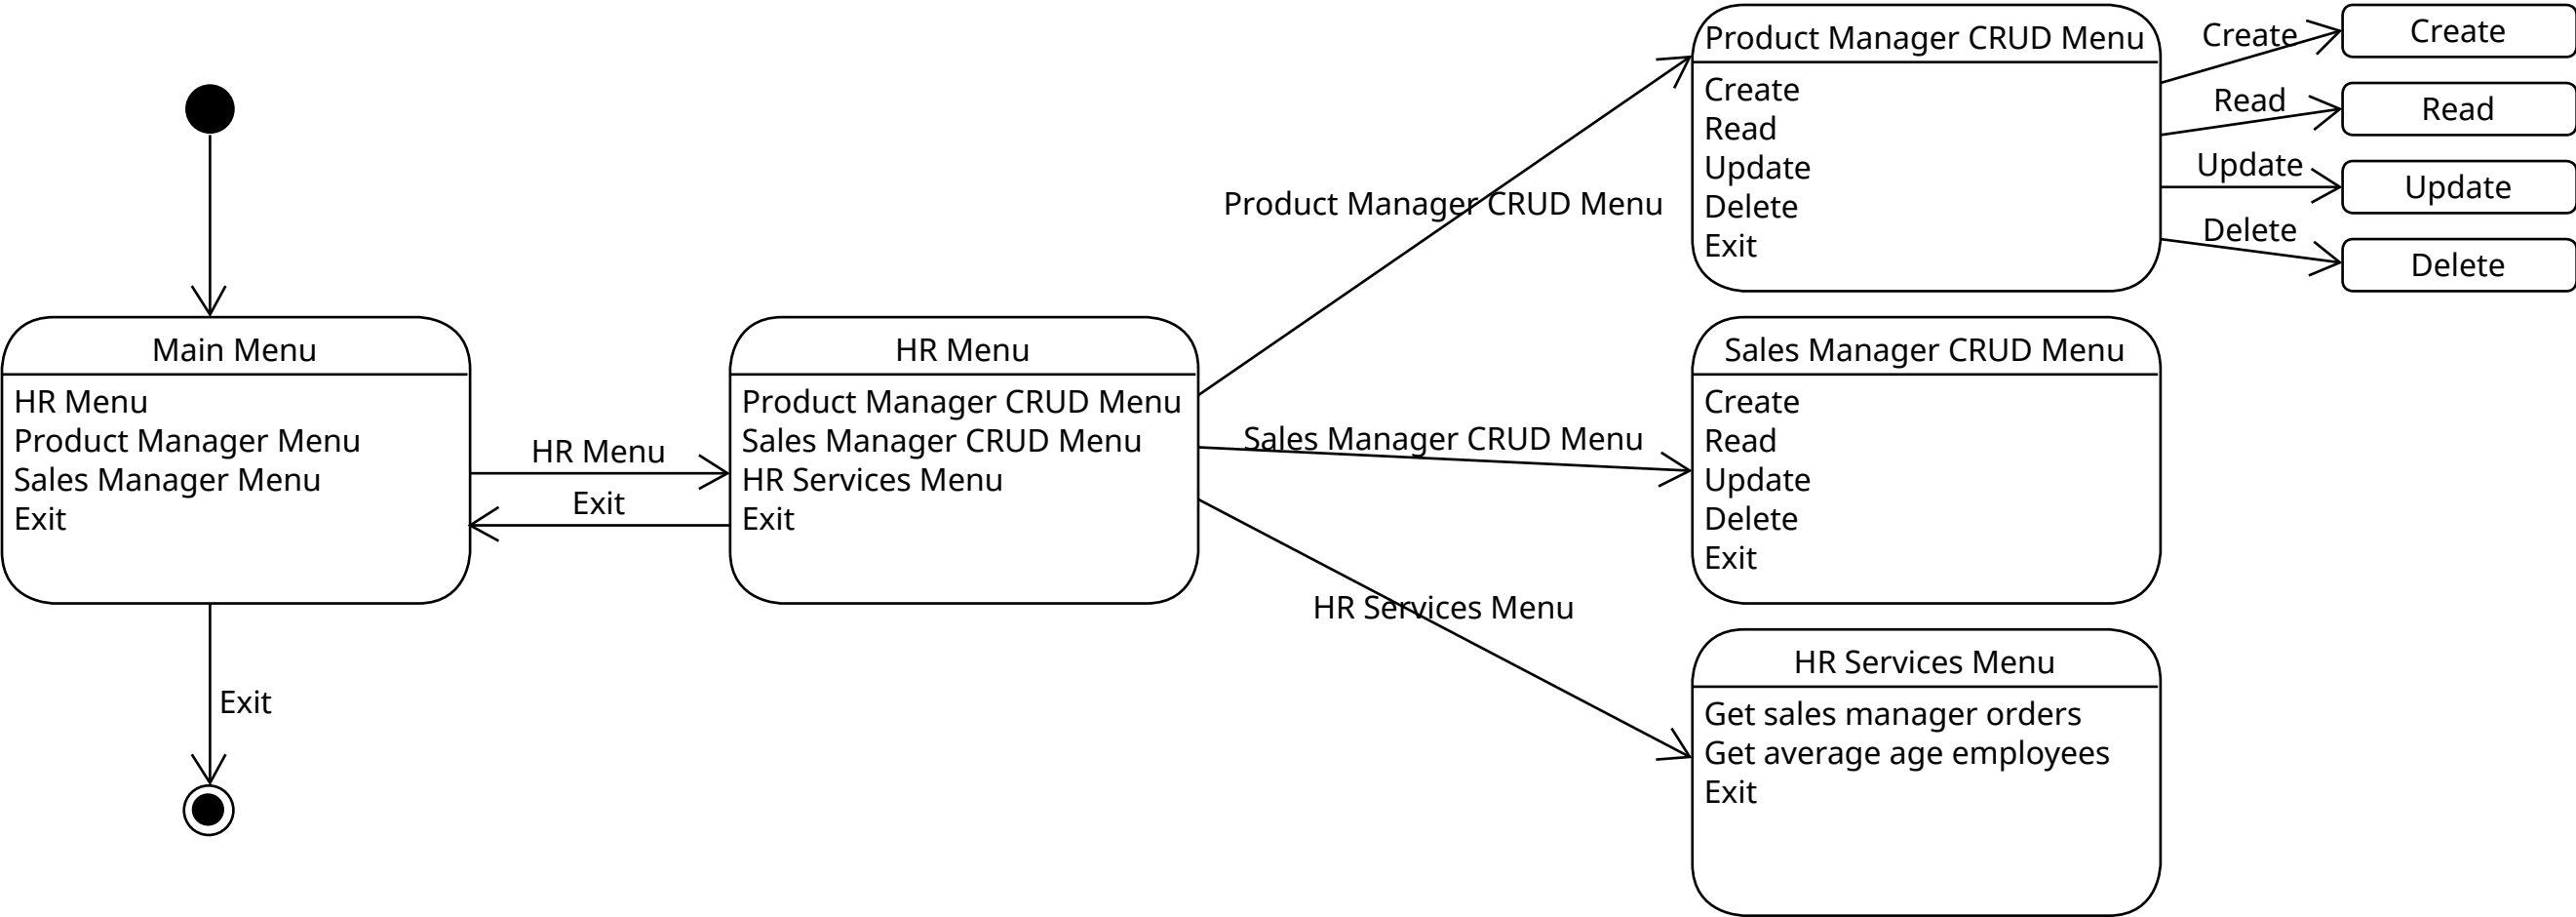 Main Menu
HR Menu
Product Manager Menu
Sales Manager Menu
Exit
Exit
HR Menu
Exit
HR Menu
Product Manager CRUD Menu
Sales Manager CRUD Menu
HR Services Menu
Exit
Product Manager CRUD Menu
Sales Manager CRUD Menu
HR Services Menu
Product Manager CRUD Menu
Create
Read
Update
Delete
Exit
Create
Read
Update
Delete
Create
Read
Update
Delete
Sales Manager CRUD Menu
Create
Read
Update
Delete
Exit
HR Services Menu
Get sales manager orders
Get average age employees
Exit